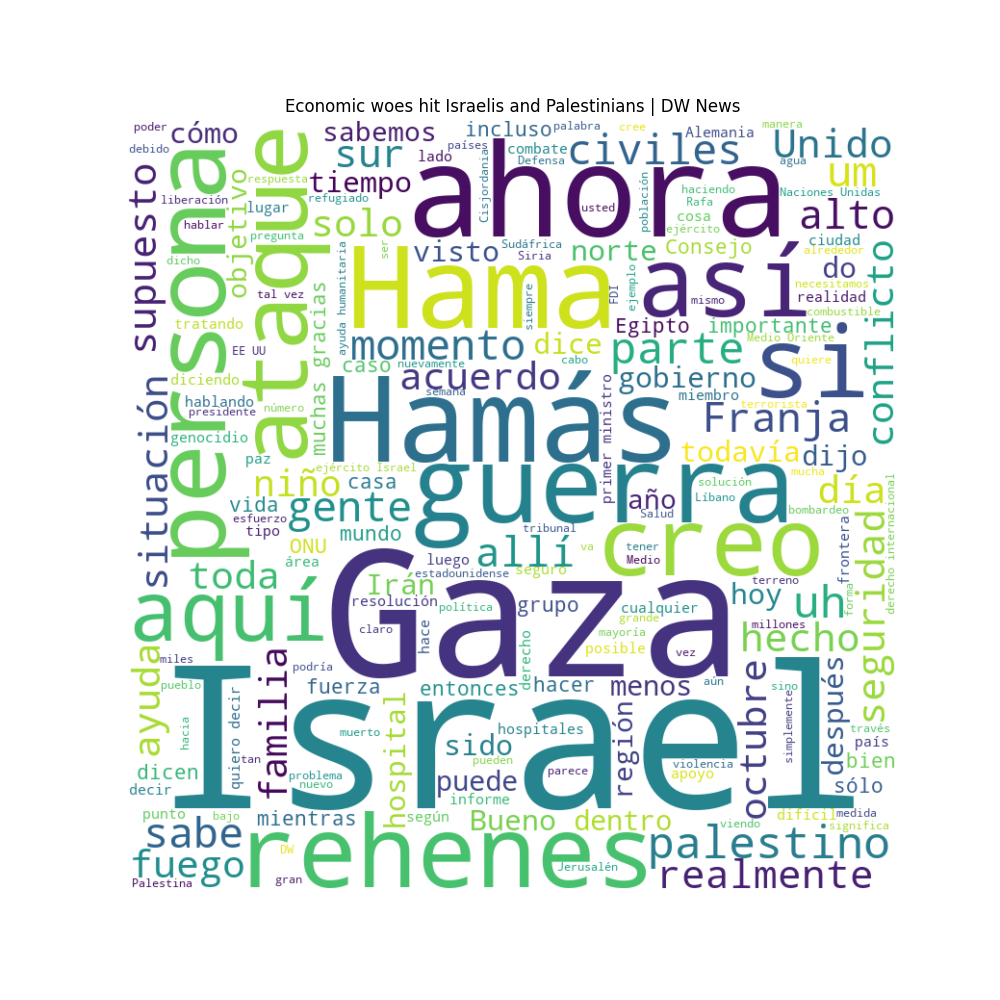 Economic woes hit Israelis and Palestinians | DW News
poder
cómo
sabemos
incluso
palabra
cree
Alemania
manera
debido
persona
ataque
sur
lado
países
combate
Defensa
civiles
Unido
agua
supuesto
respuesta
tiempo
ahora
Cisjordania
um
Naciones Unidas
liberación
objetivo
lugar
refugiado
usted
población
haciendo
Rafa
cosa
ejército
alto
hablar
pregunta
solo
ser
visto
Sudáfrica
Siria
norte
Consejo
ciudad
alrededor
dicho
tal vez
muchas gracias
ayuda humanitaria
Hama
siempre
ejemplo
FDI
así
mismo
do
necesitamos
realidad
combustible
conflicto
tratando
EE UU
momento
dice
Egipto
importante
Medio Oriente
parte
si
quiere
diciendo
caso
nuevamente
acuerdo
cabo
gobierno
miembro
hablando
presidente
número
semana
Hamás
primer ministro
Franja
terrorista
situación
genocidio
paz
ejército Israel
guerra
todavía
dijo
mucha
niño
casa
año
solución
Líbano
día
vida
esfuerzo
tipo
gente
mundo
Salud
bombardeo
tribunal
creo
frontera
seguridad
derecho internacional
ONU
área
luego
allí
va
tener
Medio
toda
Irán
estadounidense
seguro
terreno
hoy
uh
forma
aquí
resolución
política
grupo
cualquier
grande
claro
hace
Gaza
mayoría
millones
hecho
ayuda
miles
familia
podría
derecho
posible
vez
pueblo
fuerza
entonces
hacer
menos
aún
octubre
sino
después
hacia
quiero decir
Israel
hospital
hospitales
región
simplemente
través
muerto
sido
país
dicen
tan
problema
nuevo
pueden
parece
violencia
apoyo
bien
decir
puede
informe
sólo
punto
bajo
mientras
según
Bueno
dentro
viendo
difícil
medida
significa
sabe
fuego
rehenes
palestino
DW
Palestina
gran
Jerusalén
realmente